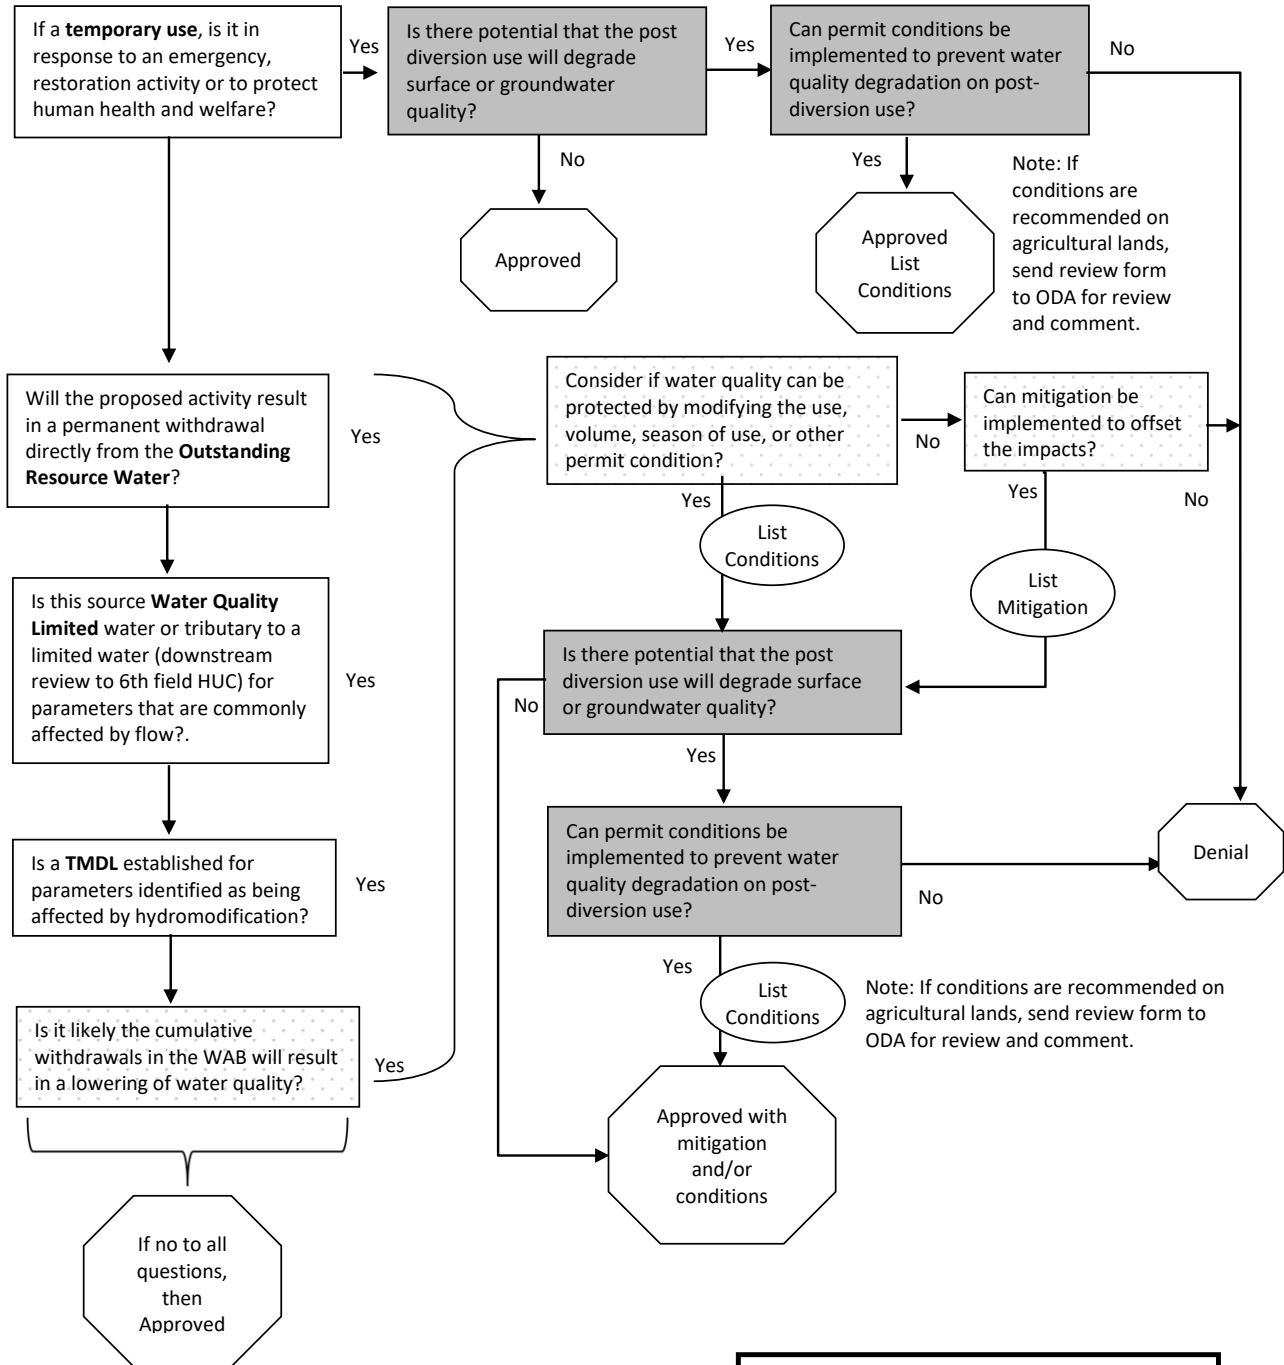 If a temporary use, is it in
response to an emergency,
restoration activity or to protect
human health and welfare?
Yes
Is there potential that the post
diversion use will degrade
surface or groundwater
quality?
Yes
Can permit conditions be
implemented to prevent water
quality degradation on post-
diversion use?
No
No
Approved
Yes
Approved
List
Conditions
Note: If
conditions are
recommended on
agricultural lands,
send review form
to ODA for review
and comment.
Will the proposed activity result
in a permanent withdrawal
directly from the Outstanding
Resource Water?
Yes
Consider if water quality can be
protected by modifying the use,
volume, season of use, or other
permit condition?
No
Can mitigation be
implemented to offset
the impacts?
No
Yes
List
Conditions
Yes
List
Mitigation
Is this source Water Quality
Limited water or tributary to a
limited water (downstream
review to 6th field HUC) for
parameters that are commonly
affected by flow?.
Yes
Is there potential that the post
diversion use will degrade surface
or groundwater quality?
No
Yes
Is a TMDL established for
parameters identified as being
affected by hydromodification?
Yes
Can permit conditions be
implemented to prevent water
quality degradation on post-
diversion use?
No
Denial
Yes
List
Conditions
Note: If conditions are recommended on
agricultural lands, send review form to
ODA for review and comment.
Is it likely the cumulative
withdrawals in the WAB will result
in a lowering of water quality?
Yes
Approved with
mitigation
and/or
conditions
If no to all
questions,
then
Approved